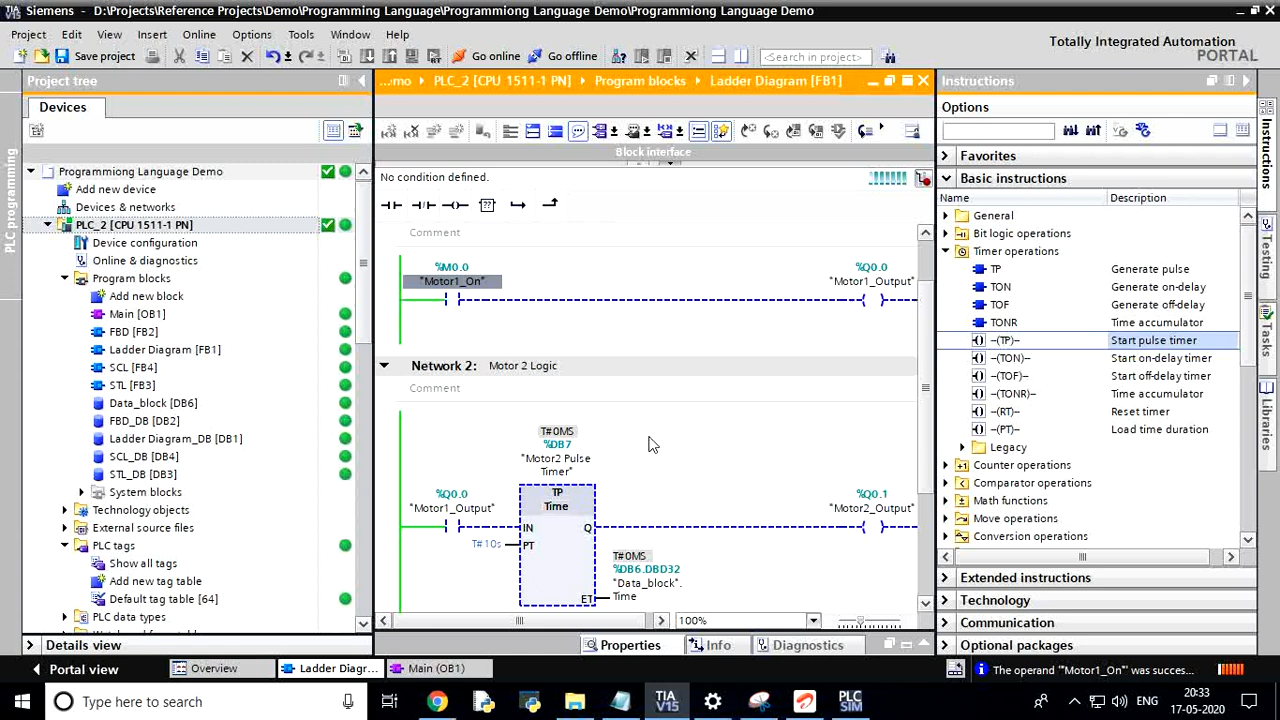 Siemens - D:\Projects\Reference Projects\Demo\Programming Language\Programmiong Language Demo\Programmiong Language Demo
Project Edit View Insert Online Options Tools Window Help
Totally Integrated Automation
PORTAL
Save project
Go online
Go offline
<Search in project>
Project tree
Devices
PLC programming
Programmiong Language Demo
Add new device
Devices & networks
PLC_2 [CPU 1511-1 PN]
Device configuration
Online & diagnostics
Program blocks
Add new block
Main [OB1]
FBD [FB2]
Ladder Diagram [FB1]
SCL [FB4]
STL [FB3]
Data_block [DB6]
FBD_DB [DB2]
Ladder Diagram_DB [DB1]
SCL_DB [DB4]
STL_DB [DB3]
System blocks
Technology objects
External source files
PLC tags
Show all tags
Add new tag table
Default tag table [64]
PLC data types
Details view
...mo PLC_2 [CPU 1511-1 PN] Program blocks Ladder Diagram [FB1]
Block interface
No condition defined.
??
Comment
%M0.0
"Motor1_On"
%Q0.0
"Motor1_Output"
Network 2: Motor 2 Logic
Comment
T#0MS
%DB7
"Motor2 Pulse
Timer"
TP
Time
%Q0.0
"Motor1_Output"
IN
Q
T#10s
PT
ET
%Q0.1
"Motor2_Output"
T#0MS
%DB6.DBD32
"Data_block".
Time
100%
Properties
Info
Diagnostics
Instructions
Options
Favorites
Basic instructions
Name
Description
General
Bit logic operations
Timer operations
TP Generate pulse
TON Generate on-delay
TOF Generate off-delay
TONR Time accumulator
-(TP)- Start pulse timer
-(TON)- Start on-delay timer
-(TOF)- Start off-delay timer
-(TONR)- Time accumulator
-(RT)- Reset timer
-(PT)- Load time duration
Legacy
Counter operations
Comparator operations
Math functions
Move operations
Conversion operations
Extended instructions
Technology
Communication
Optional packages
Instructions
Testing
Tasks
Libraries
Portal view
Overview
Ladder Diagr...
Main (OB1)
The operand '"Motor1_On"' was succes...
Type here to search
TIA
V15
PLC
SIM
ENG
20:33
17-05-2020